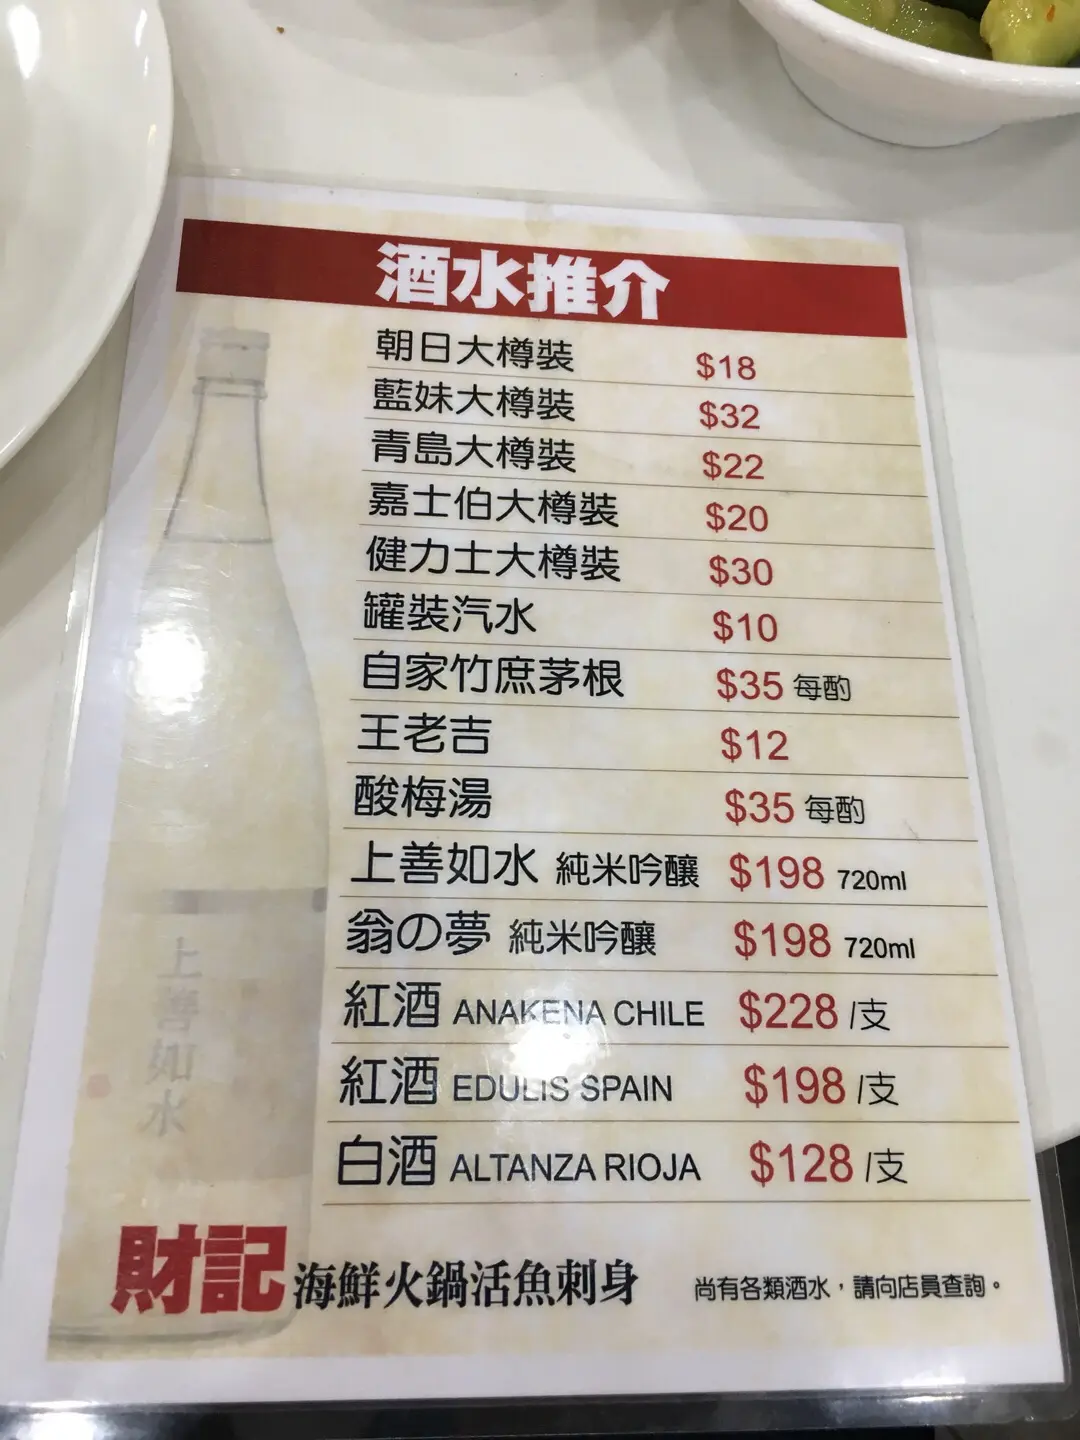 酒水推介
朝日大樽裝 $18
藍妹大樽裝 $32
青島大樽裝 $22
嘉士伯大樽裝 $20
健力士大樽裝 $30
罐裝汽水 $10
自家竹庶茅根 $35 每酌
王老吉 $12
酸梅湯 $35 每酌
上善如水 純米吟釀 $198 720ml
翁の夢 純米吟釀 $198 720ml
紅酒 ANAKENA CHILE $228 /支
紅酒 EDULIS SPAIN $198 /支
白酒 ALTANZA RIOJA $128 /支
上善如水
財記 海鮮火鍋活魚刺身 尚有各類酒水，請向店員查詢。